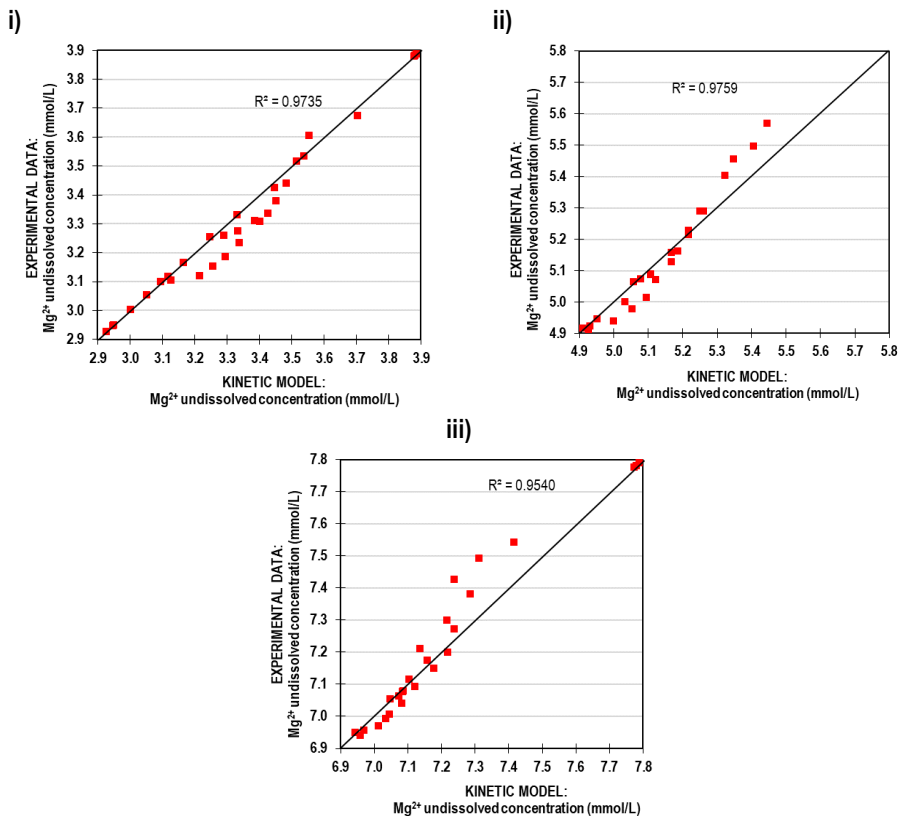 i)
3.9
3.8
3.7
3.6
3.5
3.4
3.3
3.2
3.1
3.0
2.9
EXPERIMENTAL DATA:
Mg²⁺ undissolved concentration (mmol/L)
R² = 0.9735
2.9 3.0 3.1 3.2 3.3 3.4 3.5 3.6 3.7 3.8 3.9
KINETIC MODEL:
Mg²⁺ undissolved concentration (mmol/L)
ii)
5.8
5.7
5.6
5.5
5.4
5.3
5.2
5.1
5.0
4.9
EXPERIMENTAL DATA:
Mg²⁺ undissolved concentration (mmol/L)
R² = 0.9759
4.9 5.0 5.1 5.2 5.3 5.4 5.5 5.6 5.7 5.8
KINETIC MODEL:
Mg²⁺ undissolved concentration (mmol/L)
iii)
7.8
7.7
7.6
7.5
7.4
7.3
7.2
7.1
7.0
6.9
EXPERIMENTAL DATA:
Mg²⁺ undissolved concentration (mmol/L)
R² = 0.9540
6.9 7.0 7.1 7.2 7.3 7.4 7.5 7.6 7.7 7.8
KINETIC MODEL:
Mg²⁺ undissolved concentration (mmol/L)